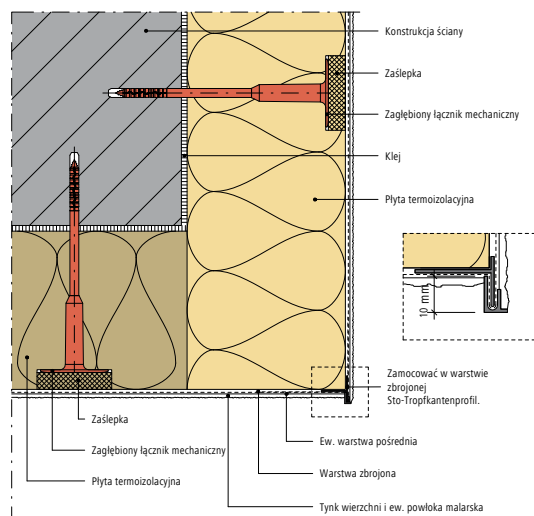 Konstrukcja ściany
Zaślepka
Zagłębiony łącznik mechaniczny
Klej
Płyta termoizolacyjna
10 mm
Zamocować w warstwie
zbrojonej
Sto-Tropfkantenprofil.
Zaślepka
Ew. warstwa pośrednia
Zagłębiony łącznik mechaniczny
Warstwa zbrojona
Płyta termoizolacyjna
Tynk wierzchni i ew. powłoka malarska